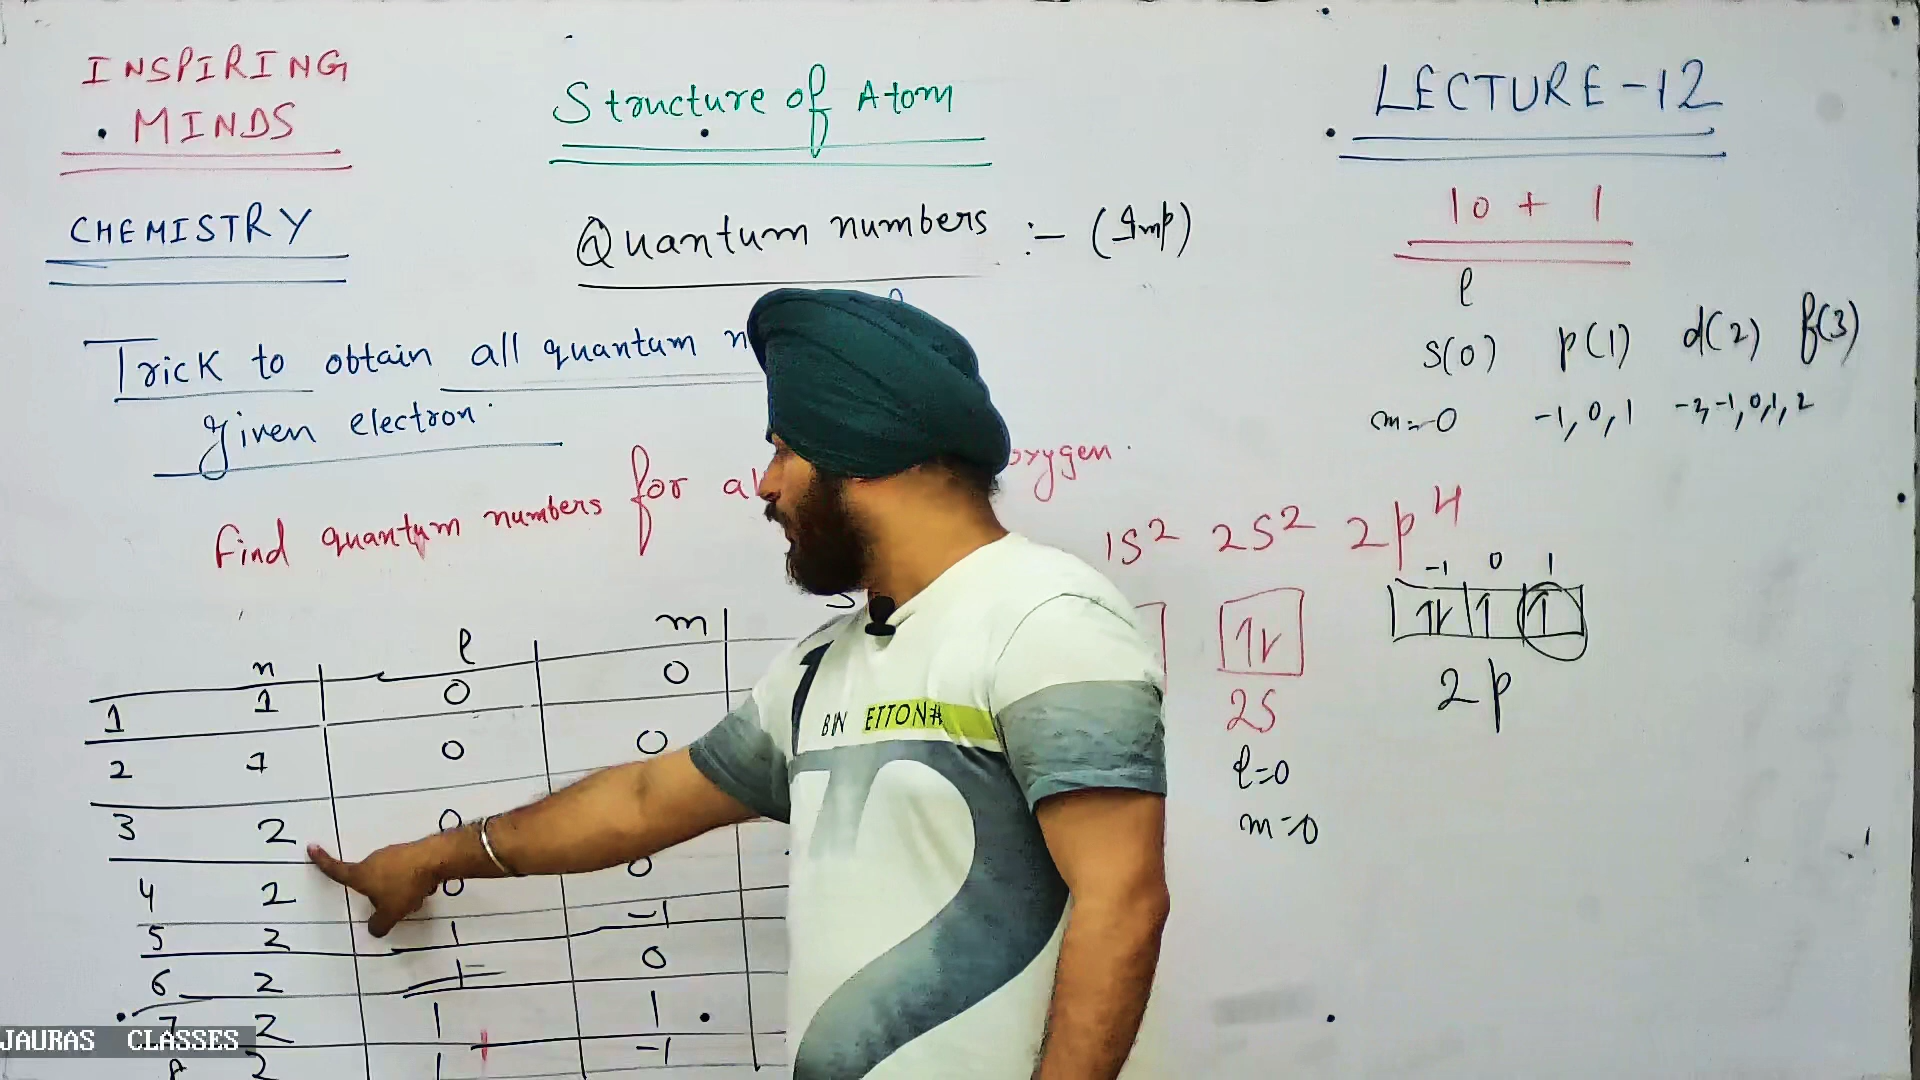 INSPIRING
MINDS
CHEMISTRY
Structure of Atom
LECTURE-12
10 + 1
Quantum numbers :- (Imp)
Trick to obtain all quantum
given electron.
Find quantum numbers for oxygen.
l
s(0) p(1) d(2) f(3)
m=0 -1, 0, 1 -2,-1,0,1,2
1s² 2s² 2p⁴
-1 0 1
2s
2p
l=0
m=0
n l m
1 1 0 0
2 1 0 0
3 2 0
4 2 0 0
5 2 1 -1
6 2 1 0
7 2 1 1
8 2 1 -1
BIN ETTON#
JAURAS CLASSES